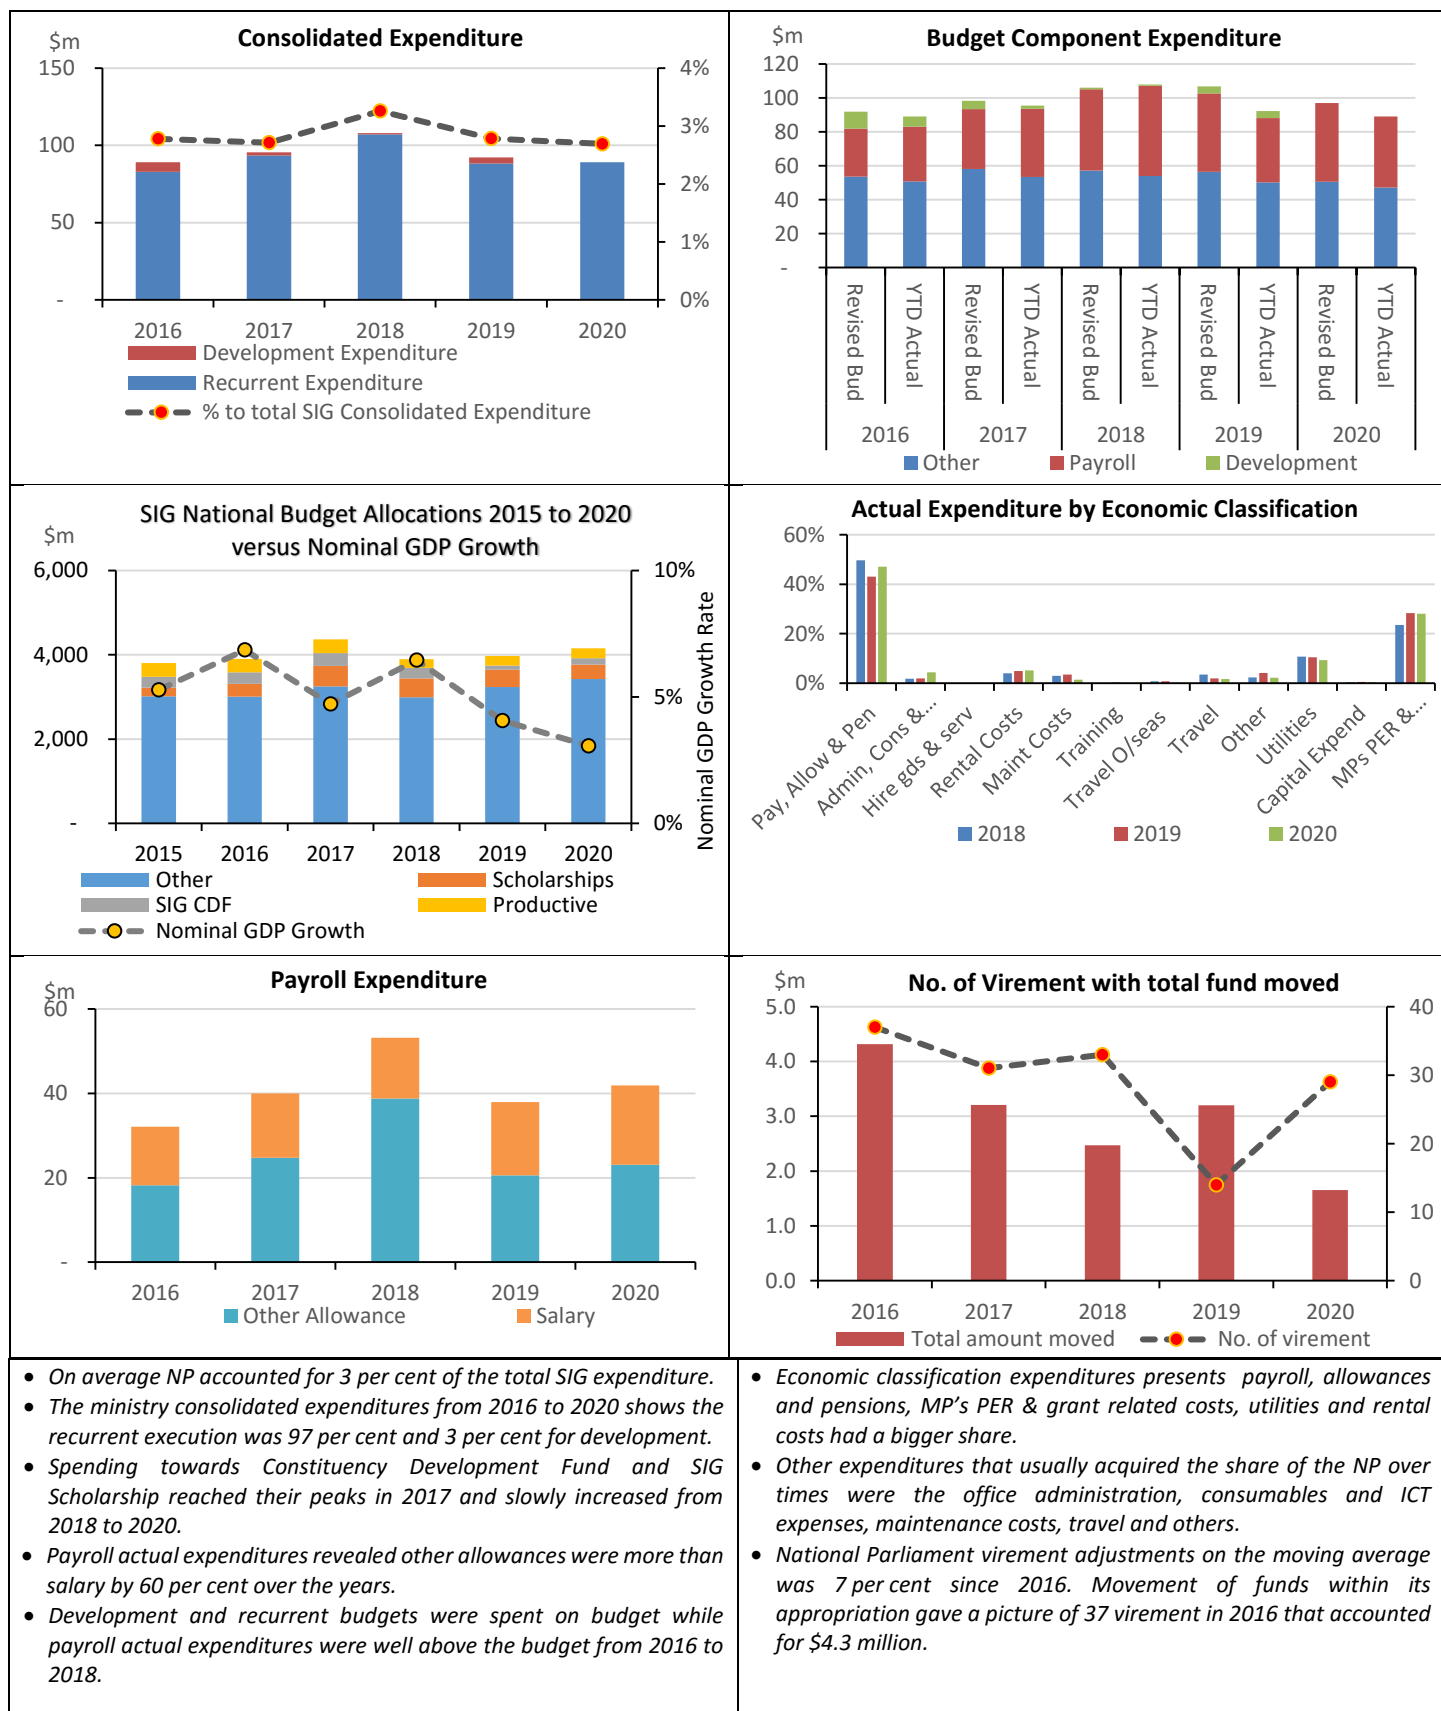 Consolidated Expenditure
$m
150
100
50
-
4%
3%
2%
1%
0%
2016 2017 2018 2019 2020
Development Expenditure
Recurrent Expenditure
% to total SIG Consolidated Expenditure
Budget Component Expenditure
$m
120
100
80
60
40
20
-
Revised Bud
YTD Actual
Revised Bud
YTD Actual
Revised Bud
YTD Actual
Revised Bud
YTD Actual
Revised Bud
YTD Actual
2016 2017 2018 2019 2020
Other Payroll Development
SIG National Budget Allocations 2015 to 2020
versus Nominal GDP Growth
$m
6,000
4,000
2,000
-
10%
5%
0%
Nominal GDP Growth Rate
2015 2016 2017 2018 2019 2020
Other Scholarships
SIG CDF Productive
Nominal GDP Growth
Actual Expenditure by Economic Classification
60%
40%
20%
0%
Pay, Allow & Pen
Admin, Cons &...
Hire gds & serv
Rental Costs
Maint Costs
Training
Travel O/seas
Travel
Other
Utilities
Capital Expend
MPs PER &...
2018 2019 2020
Payroll Expenditure
$m
60
40
20
-
2016 2017 2018 2019 2020
Other Allowance Salary
No. of Virement with total fund moved
$m
5.0
4.0
3.0
2.0
1.0
0.0
40
30
20
10
0
2016 2017 2018 2019 2020
Total amount moved No. of virement
• On average NP accounted for 3 per cent of the total SIG expenditure.
• The ministry consolidated expenditures from 2016 to 2020 shows the
recurrent execution was 97 per cent and 3 per cent for development.
• Spending towards Constituency Development Fund and SIG
Scholarship reached their peaks in 2017 and slowly increased from
2018 to 2020.
• Payroll actual expenditures revealed other allowances were more than
salary by 60 per cent over the years.
• Development and recurrent budgets were spent on budget while
payroll actual expenditures were well above the budget from 2016 to
2018.
• Economic classification expenditures presents payroll, allowances
and pensions, MP's PER & grant related costs, utilities and rental
costs had a bigger share.
• Other expenditures that usually acquired the share of the NP over
times were the office administration, consumables and ICT
expenses, maintenance costs, travel and others.
• National Parliament virement adjustments on the moving average
was 7 per cent since 2016. Movement of funds within its
appropriation gave a picture of 37 virement in 2016 that accounted
for $4.3 million.